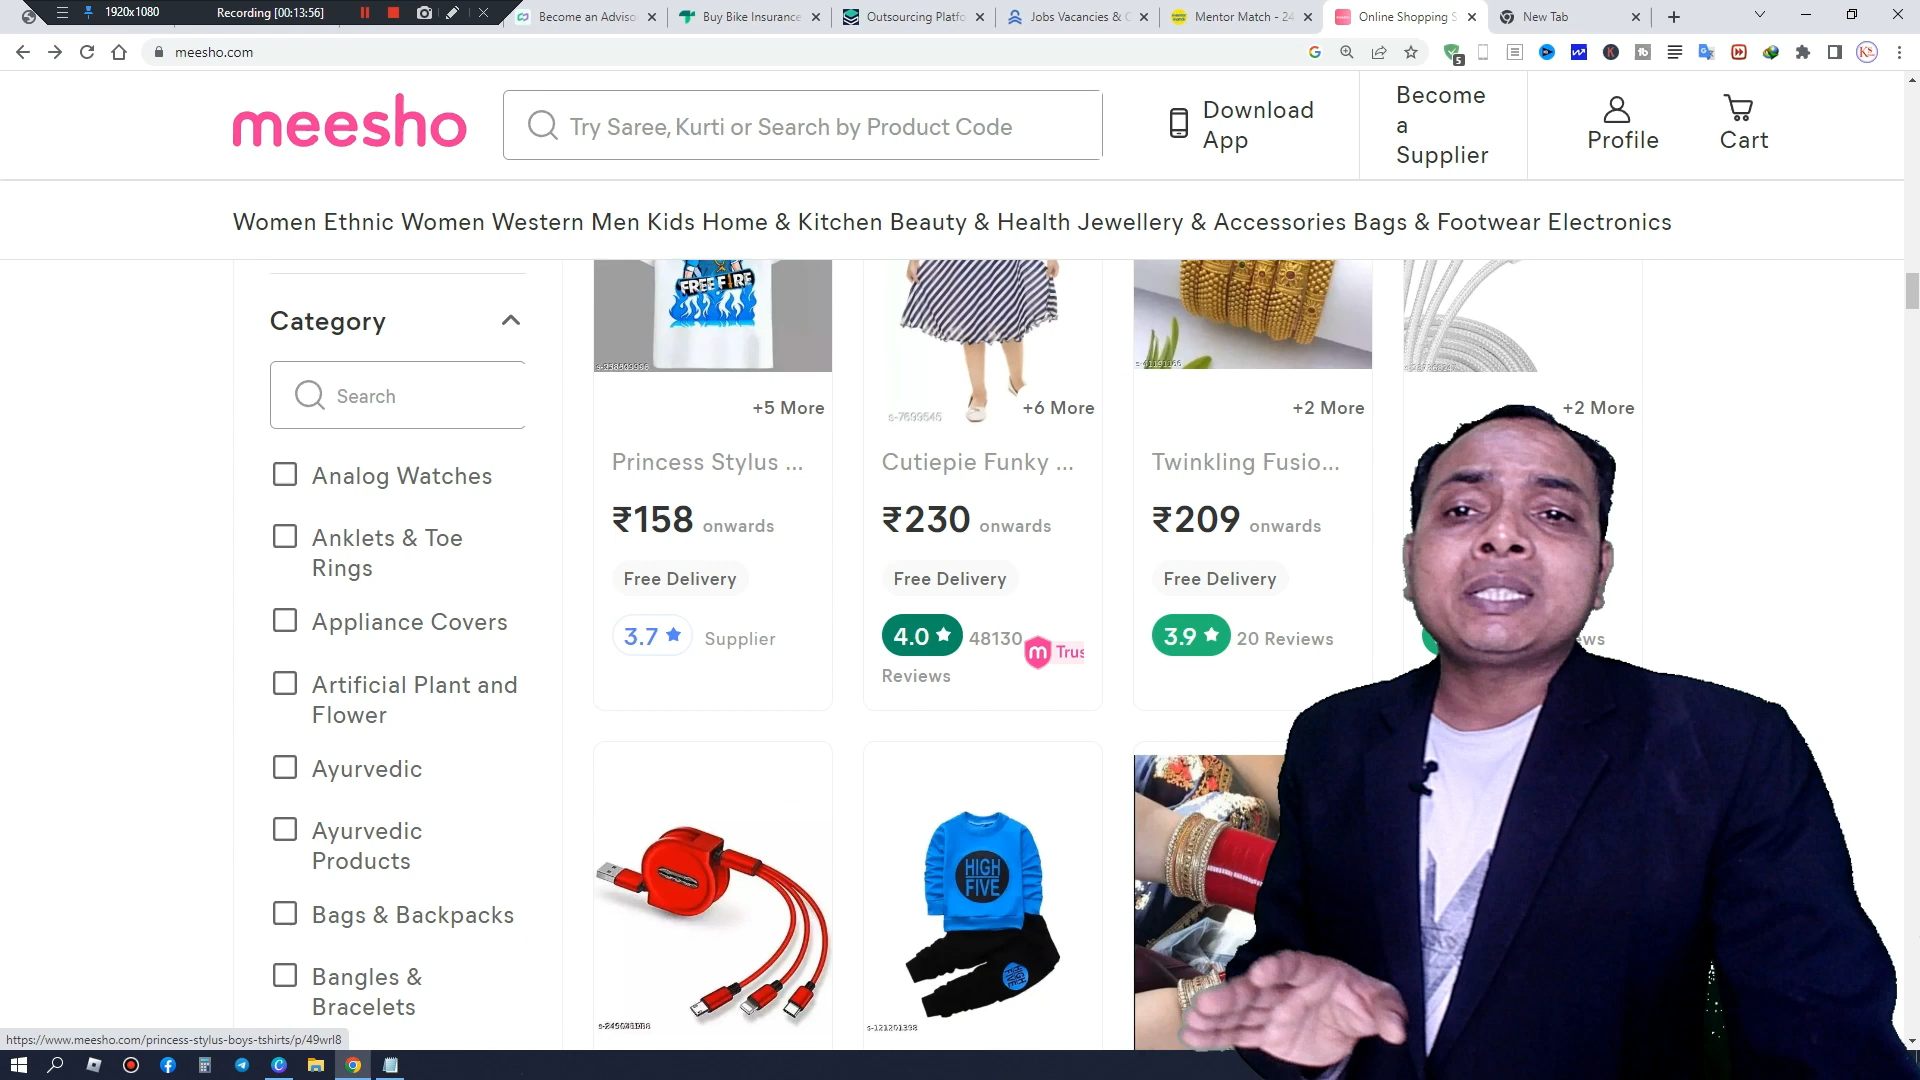 1920x1080
Recording [00:13:56]
Become an Adviso
Buy Bike Insurance
Outsourcing Platfo
Jobs Vacancies & C
Mentor Match - 24
Online Shopping S
New Tab
meesho.com
5
meesho
Try Saree, Kurti or Search by Product Code
Download
App
Become
a
Supplier
Profile
Cart
Women Ethnic Women Western Men Kids Home & Kitchen Beauty & Health Jewellery & Accessories Bags & Footwear Electronics
Category
Search
Analog Watches
Anklets & Toe
Rings
Appliance Covers
Artificial Plant and
Flower
Ayurvedic
Ayurvedic
Products
Bags & Backpacks
Bangles &
Bracelets
FREE FIRE
+5 More
Princess Stylus ...
₹158 onwards
Free Delivery
3.7 ★ Supplier
s-7699546
+6 More
Cutiepie Funky ...
₹230 onwards
Free Delivery
4.0 ★ 48130
Reviews
m Trus
+2 More
Twinkling Fusio...
₹209 onwards
Free Delivery
3.9 ★ 20 Reviews
+2 More
ws
HIGH
FIVE
s-121201398
https://www.meesho.com/princess-stylus-boys-tshirts/p/49wrl8